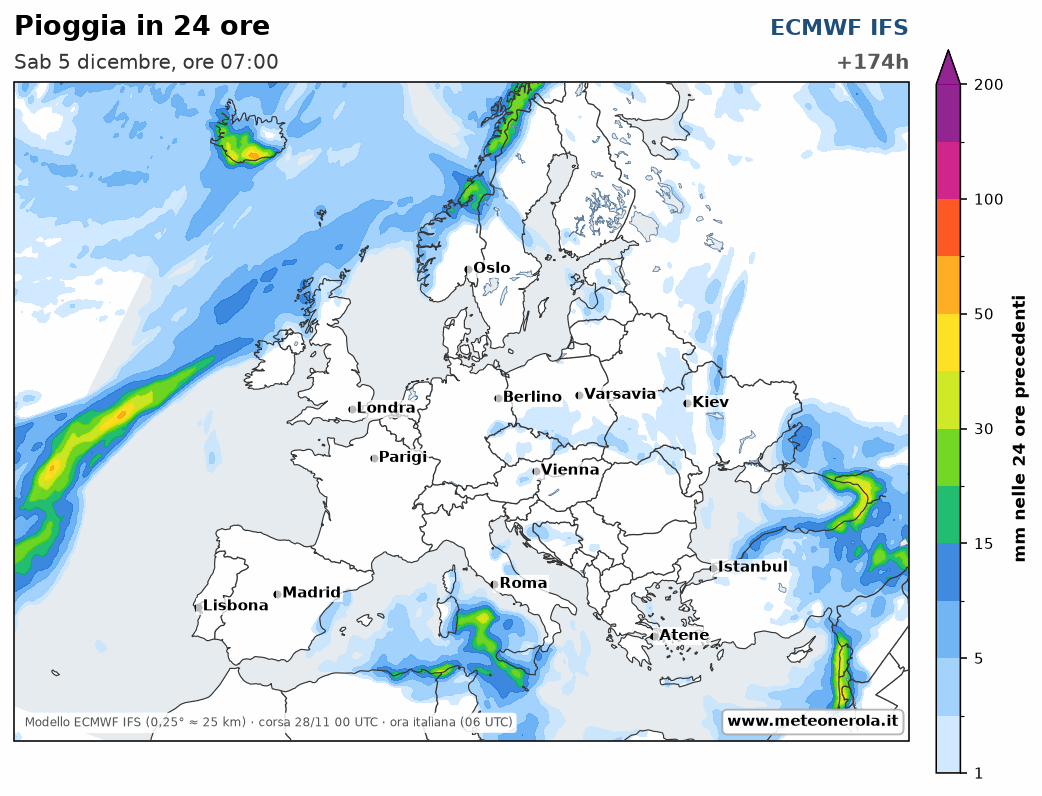 Pioggia in 24 ore
ECMWF IFS
Sab 5 dicembre, ore 07:00
+174h
200
100
50
30
15
5
1
mm nelle 24 ore precedenti
Oslo
Berlino
Varsavia
Kiev
Londra
Parigi
Vienna
Istanbul
Roma
Madrid
Lisbona
Atene
Modello ECMWF IFS (0,25° ≈ 25 km) · corsa 28/11 00 UTC · ora italiana (06 UTC)
www.meteonerola.it